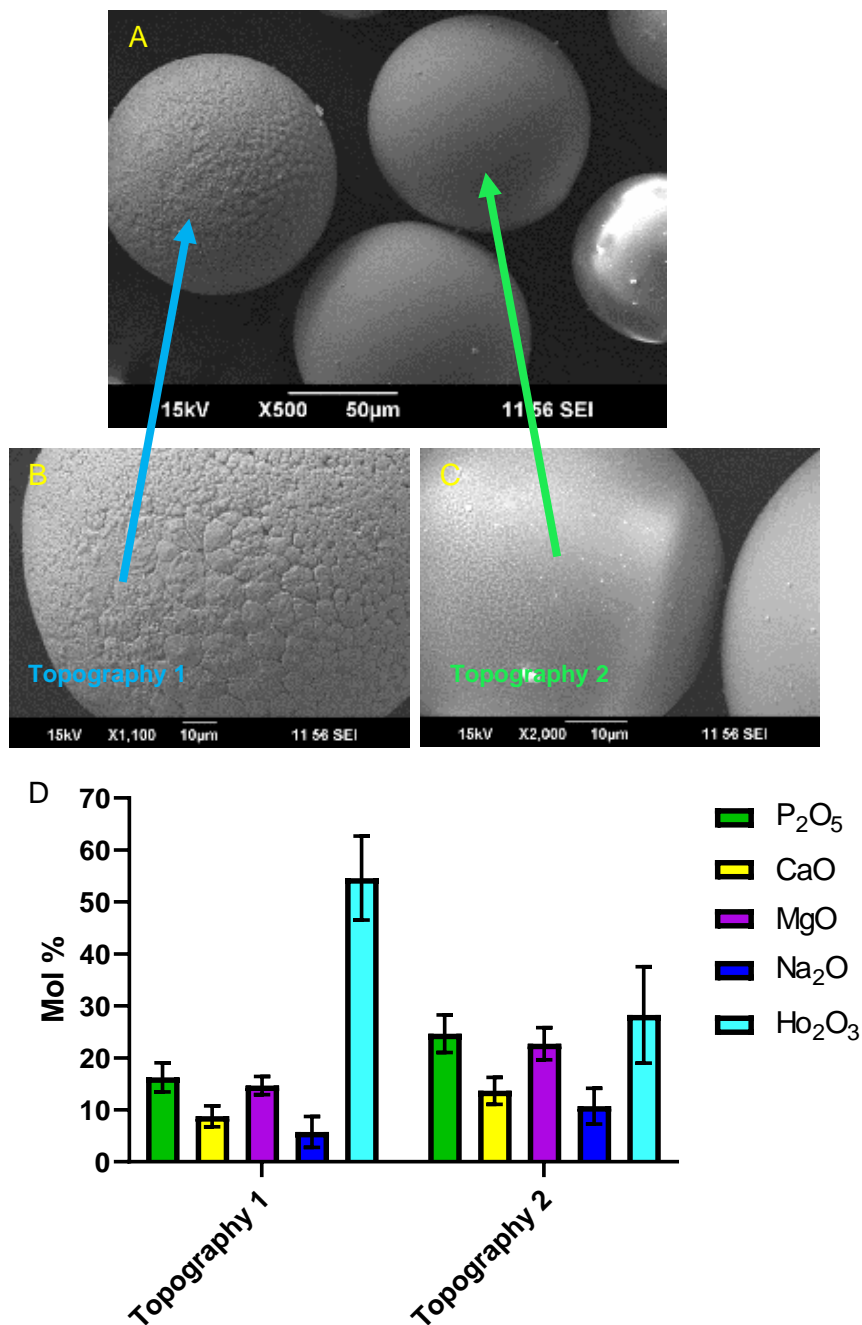 A
15kV X500 50µm 11 56 SEI
B
Topography 1
15kV X1,100 10µm 11 56 SEI
C
Topography 2
15kV X2,000 10µm 11 56 SEI
D
70
60
50
40
30
20
10
0
Mol %
Topography 1
Topography 2
P₂O₅
CaO
MgO
Na₂O
Ho₂O₃